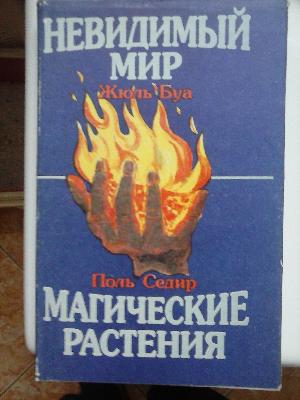 НЕВИДИМЫЙ
МИР
Жюль Буа
Поль Седир
МАГИЧЕСКИЕ
РАСТЕНИЯ